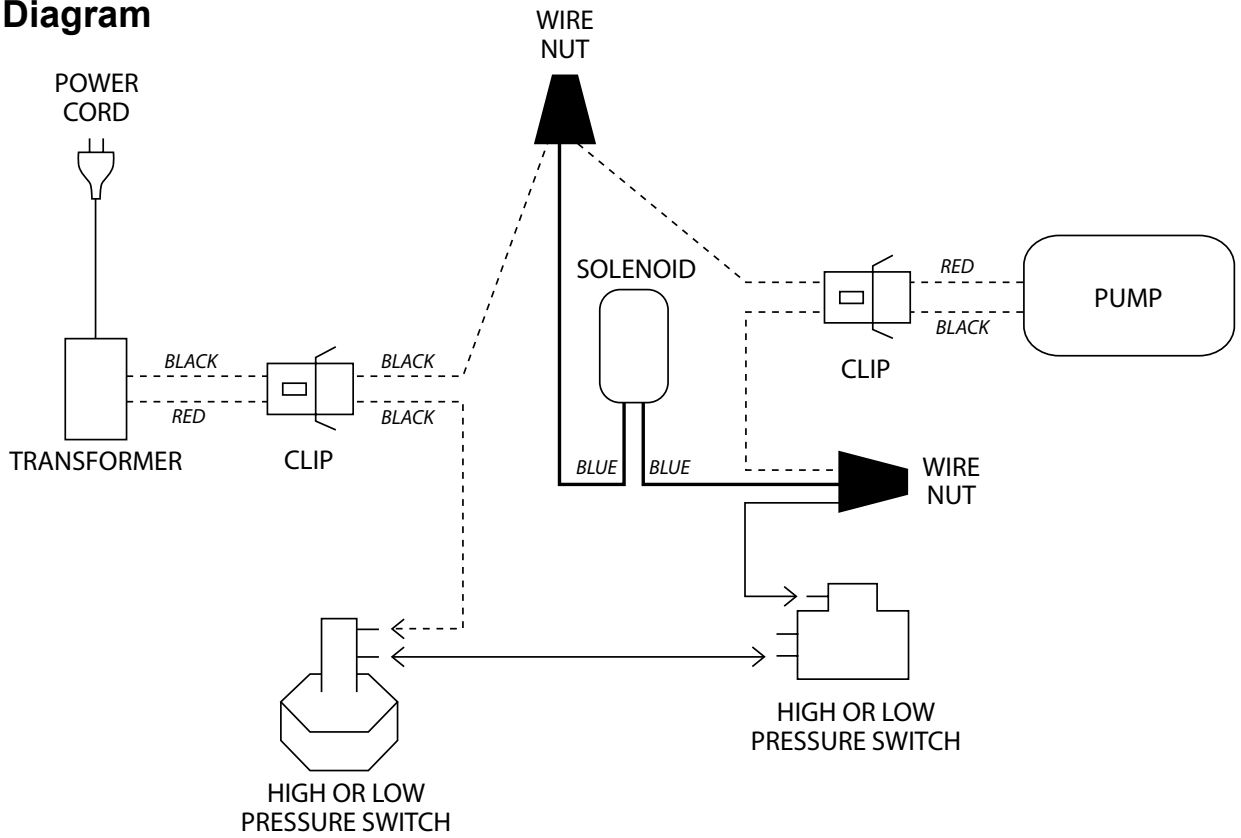 Diagram
WIRE
NUT
POWER
CORD
SOLENOID
RED
PUMP
BLACK
CLIP
BLACK
BLACK
RED
BLACK
TRANSFORMER
CLIP
BLUE
BLUE
WIRE
NUT
HIGH OR LOW
PRESSURE SWITCH
HIGH OR LOW
PRESSURE SWITCH